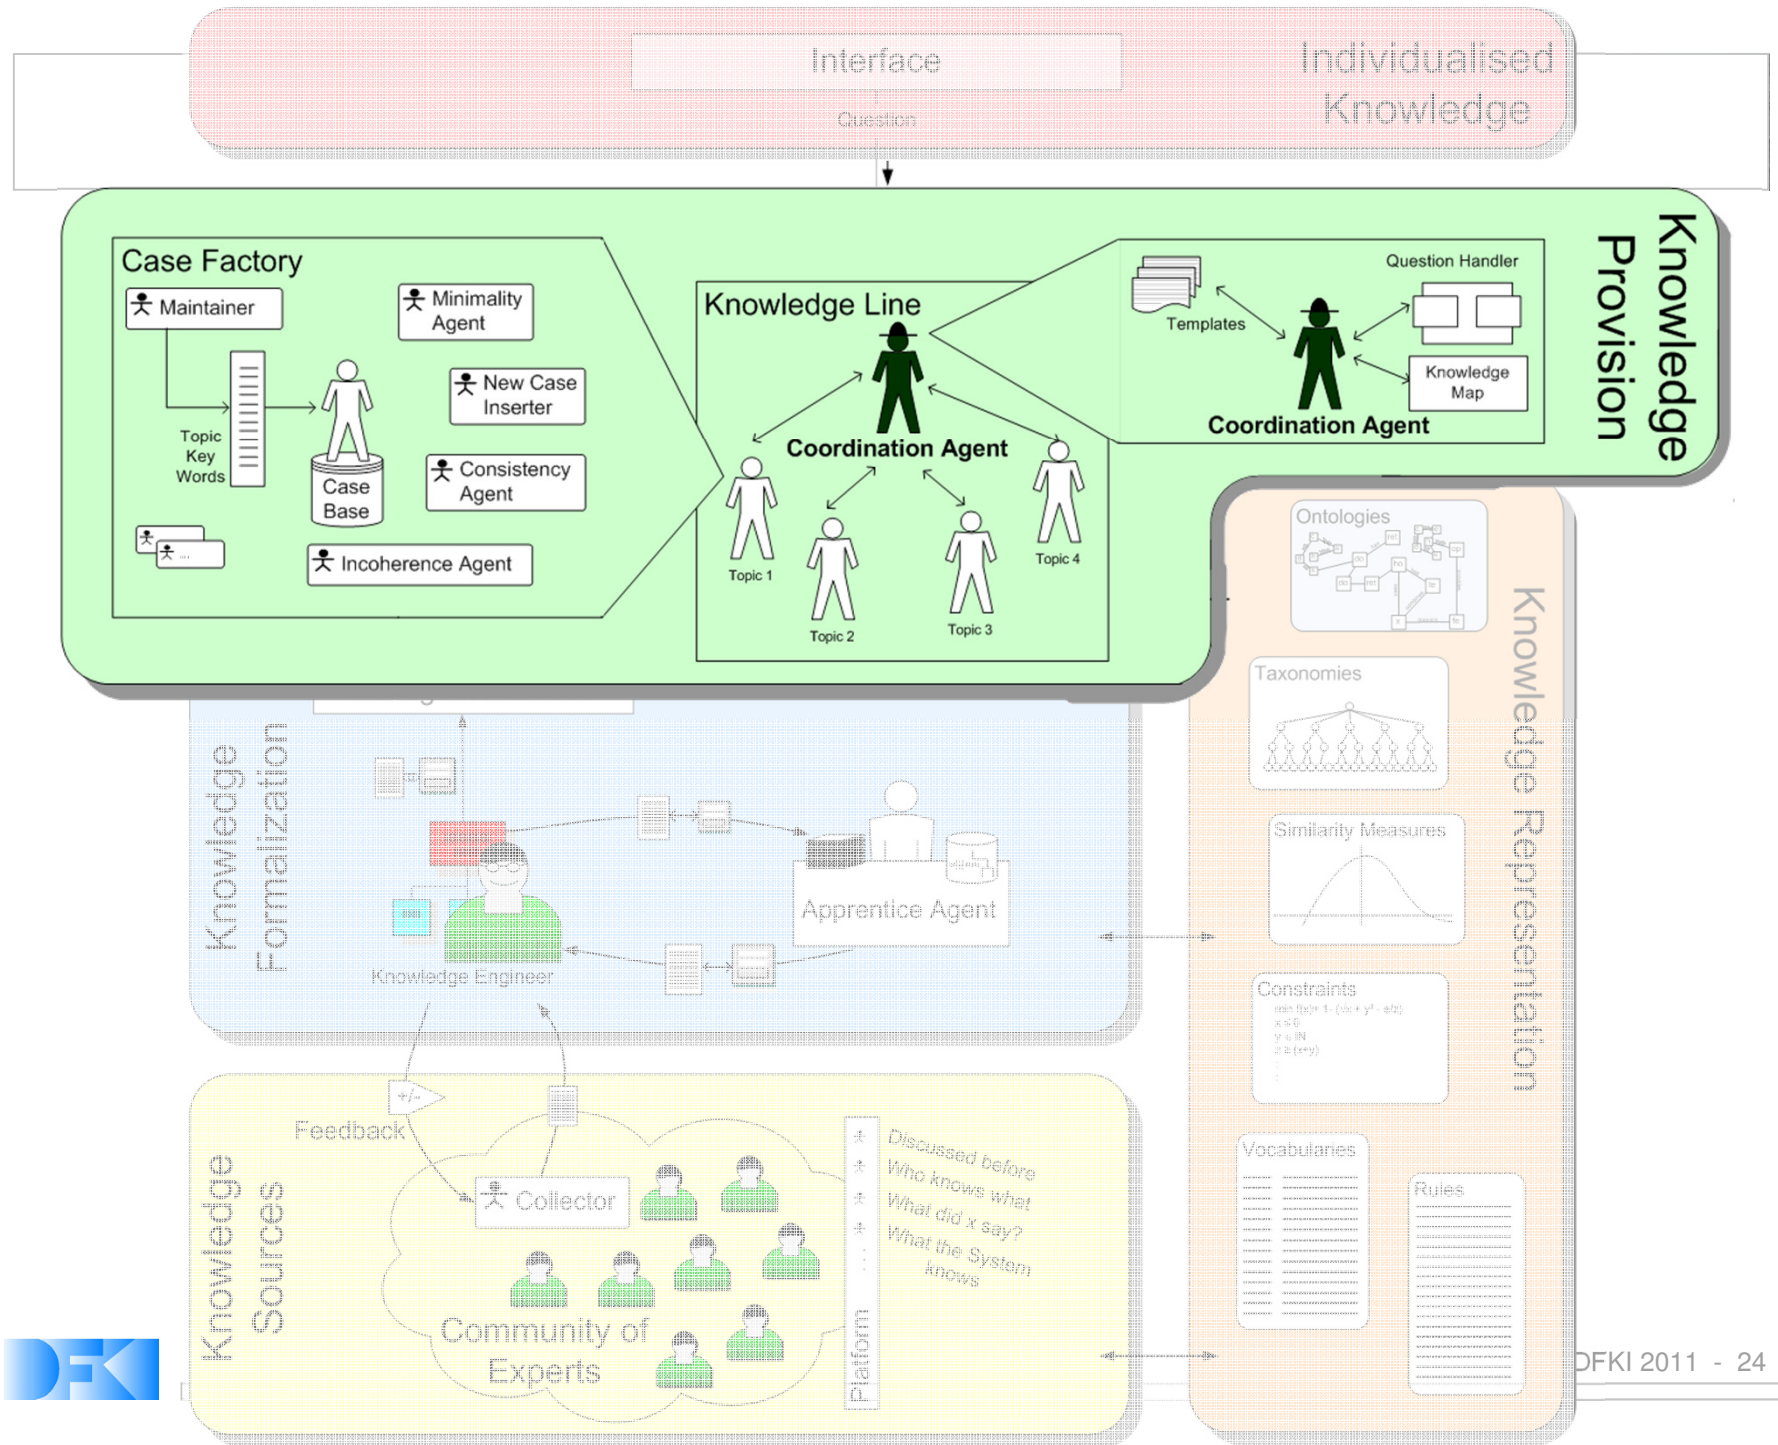 Interface
Individualised
Knowledge
Question
Knowledge
Provision
Case Factory
Maintainer
Minimality
Agent
New Case
Inserter
Topic
Key
Words
Case
Base
Consistency
Agent
...
Incoherence Agent
Knowledge Line
Coordination Agent
Topic 1
Topic 2
Topic 3
Topic 4
Templates
Question Handler
Knowledge
Map
Coordination Agent
Knowledge
Formalization
Knowledge Engineer
Apprentice Agent
Knowledge Representation
Ontologies
Taxonomies
Similarity Measures
Constraints
x ≤ 0
y ∈ IN
Vocabularies
Rules
Knowledge
Sources
+/-
Feedback
Collector
Community of
Experts
Platform
Discussed before
Who knows what
What did x say?
What the System
knows
DFKI
DFKI 2011 - 24